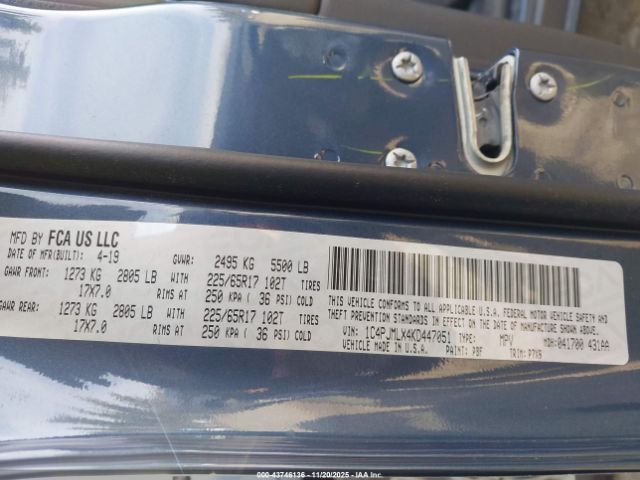 MFD BY FCA US LLC
DATE OF MFR(BUILT): 4-19 GVWR: 2495 KG 5500 LB
GAWR FRONT: 1273 KG 2805 LB WITH 225/65R17 102T TIRES
17X7.0 RIMS AT 250 KPA ( 36 PSI) COLD
GAWR REAR: 1273 KG 2805 LB WITH 225/65R17 102T TIRES
17X7.0 RIMS AT 250 KPA ( 36 PSI) COLD
THIS VEHICLE CONFORMS TO ALL APPLICABLE U.S.A. FEDERAL MOTOR VEHICLE SAFETY AND
THEFT PREVENTION STANDARDS IN EFFECT ON THE DATE OF MANUFACTURE SHOWN ABOVE.
VIN: 1C4PJMLX4KD447051 TYPE: MPV MDH: 041700 431AA
VEHICLE MADE IN U.S.A. PAINT: PBF TRIM: P7X9
000-43746136 - 11/20/2025 - IAA Inc.